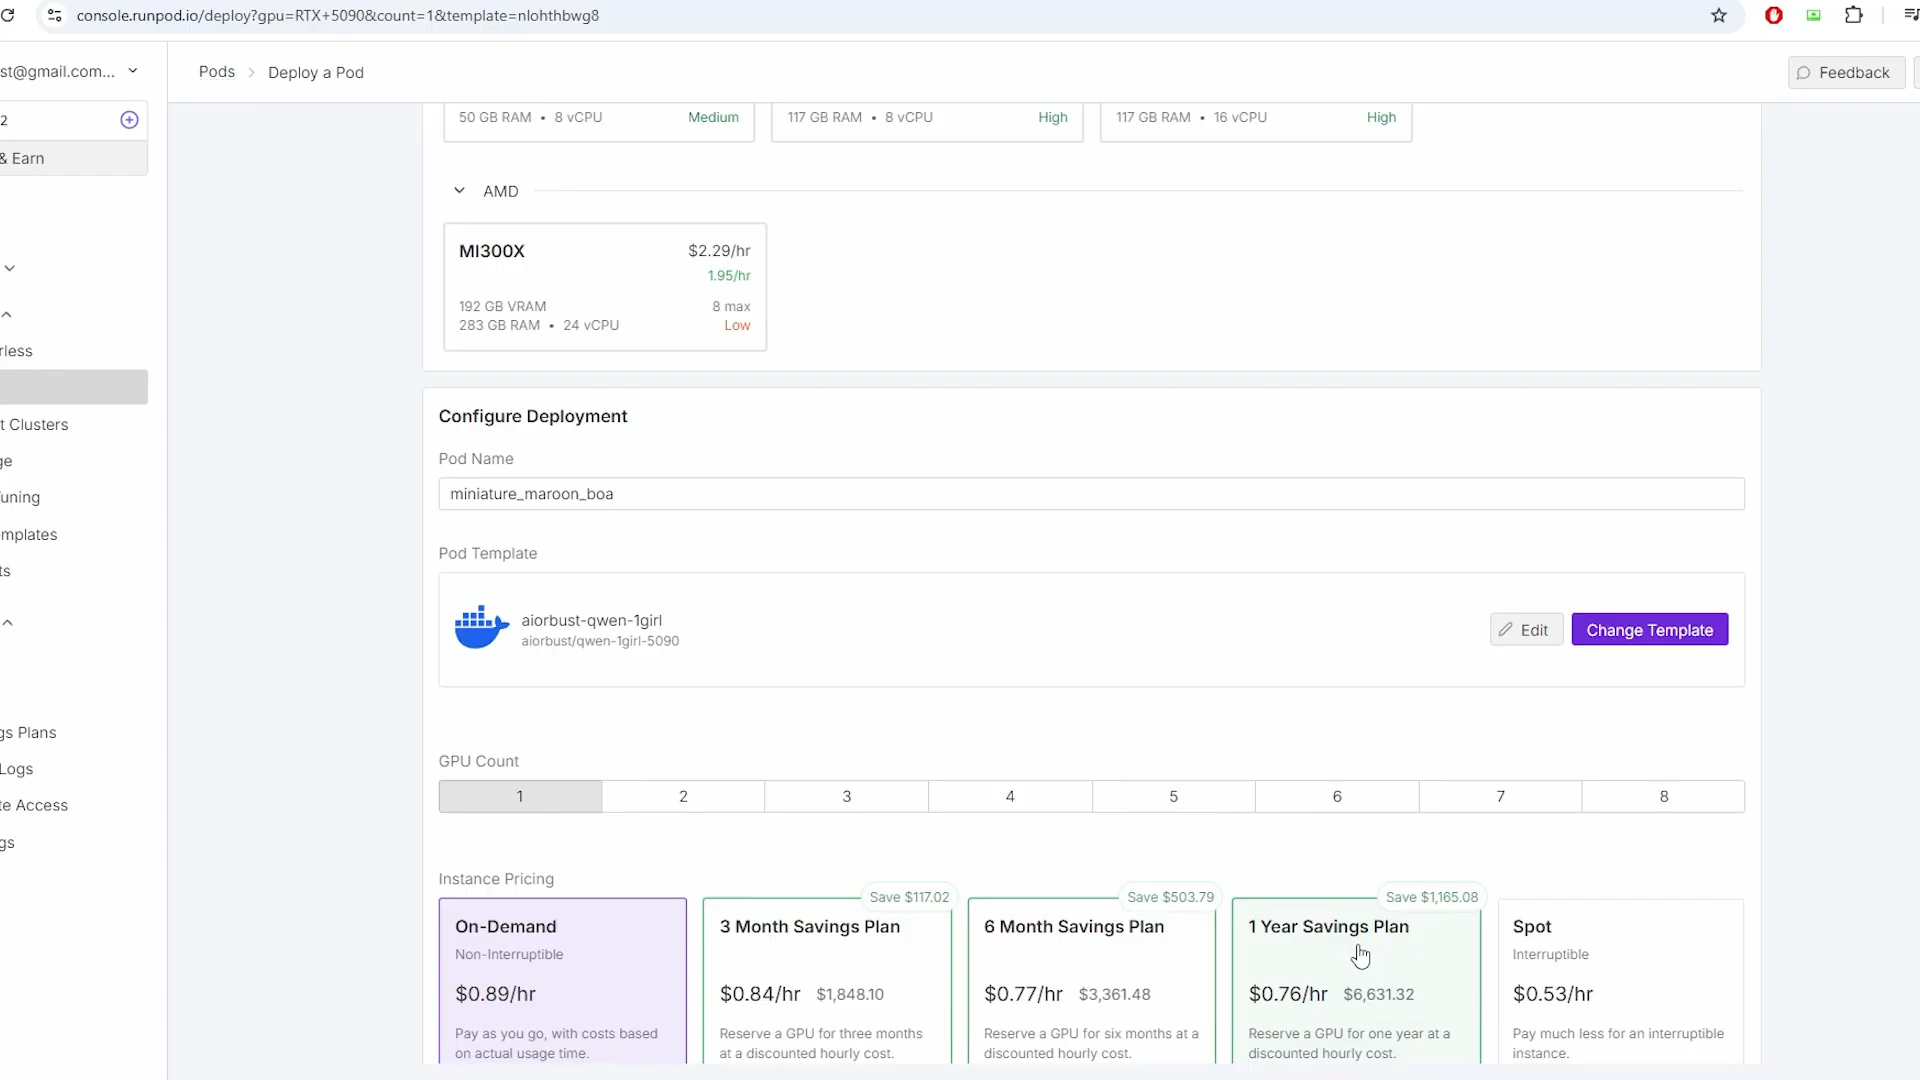 console.runpod.io/deploy?gpu=RTX+5090&count=1&template=nlohthbwg8
st@gmail.com...
Pods > Deploy a Pod
Feedback
2
& Earn
rless
t Clusters
ge
uning
mplates
ts
gs Plans
Logs
te Access
gs
50 GB RAM • 8 vCPU Medium
117 GB RAM • 8 vCPU High
117 GB RAM • 16 vCPU High
AMD
MI300X $2.29/hr
1.95/hr
192 GB VRAM 8 max
283 GB RAM • 24 vCPU Low
Configure Deployment
Pod Name
miniature_maroon_boa
Pod Template
aiorbust-qwen-1girl
aiorbust/qwen-1girl-5090
Edit
Change Template
GPU Count
1 2 3 4 5 6 7 8
Instance Pricing
On-Demand
Non-Interruptible
$0.89/hr
Pay as you go, with costs based
on actual usage time.
Save $117.02
3 Month Savings Plan
$0.84/hr $1,848.10
Reserve a GPU for three months
at a discounted hourly cost.
Save $503.79
6 Month Savings Plan
$0.77/hr $3,361.48
Reserve a GPU for six months at a
discounted hourly cost.
Save $1,165.08
1 Year Savings Plan
$0.76/hr $6,631.32
Reserve a GPU for one year at a
discounted hourly cost.
Spot
Interruptible
$0.53/hr
Pay much less for an interruptible
instance.